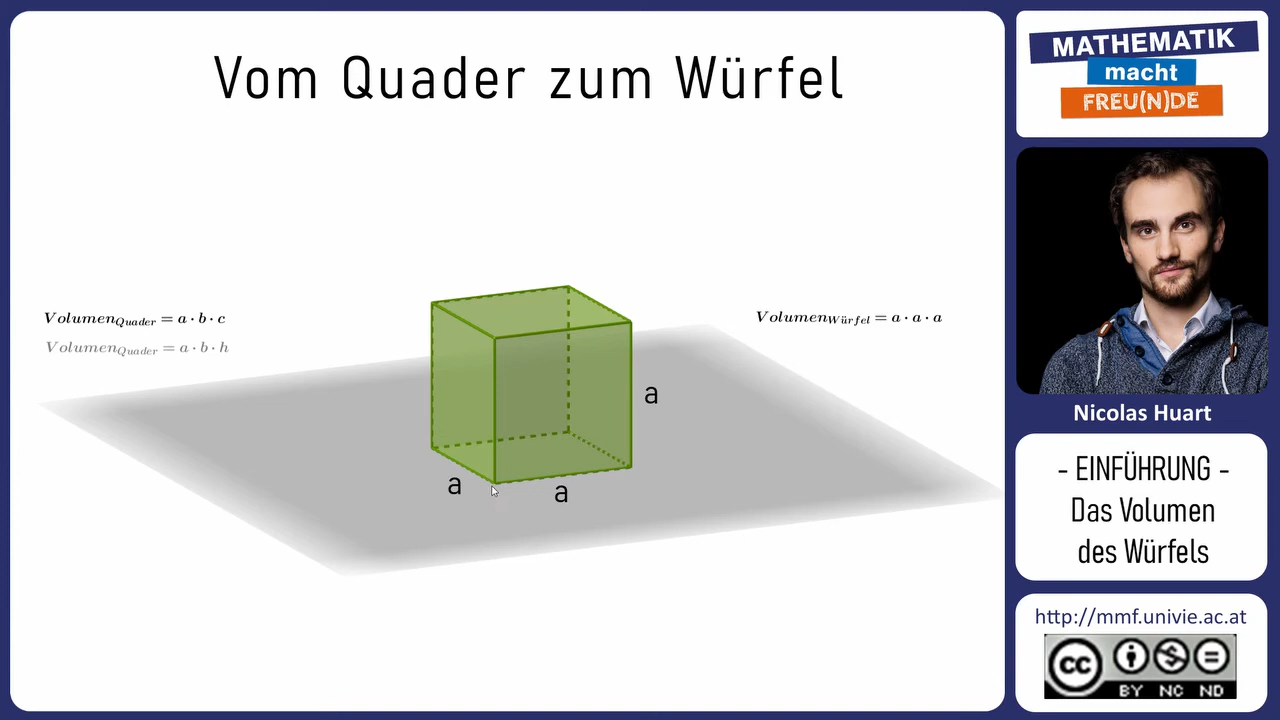 Vom Quader zum Würfel
Volumen_Quader = a · b · c
Volumen_Quader = a · b · h
Volumen_Würfel = a · a · a
a
a
a
MATHEMATIK
macht
FREU(N)DE
Nicolas Huart
- EINFÜHRUNG -
Das Volumen
des Würfels
http://mmf.univie.ac.at
cc
BY NC ND